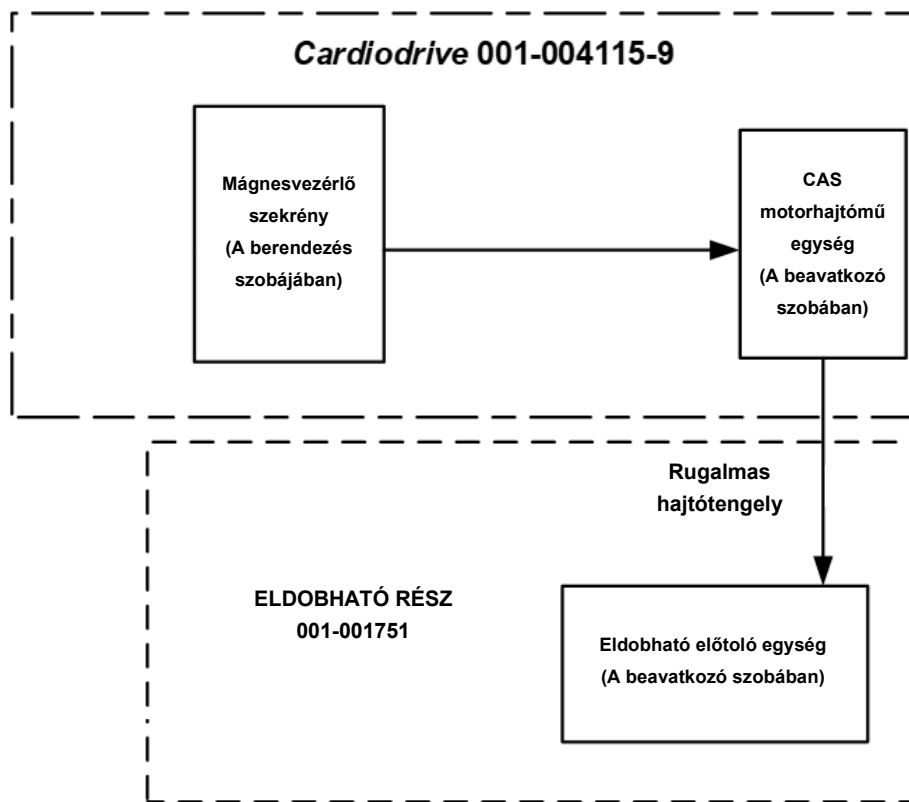 Cardiodrive 001-004115-9
Mágnesvezérlő
szekrény
(A berendezés
szobájában)
CAS
motorhajtómű
egység
(A beavatkozó
szobában)
Rugalmas
hajtótengely
ELDOBHATÓ RÉSZ
001-001751
Eldobható előtoló egység
(A beavatkozó szobában)